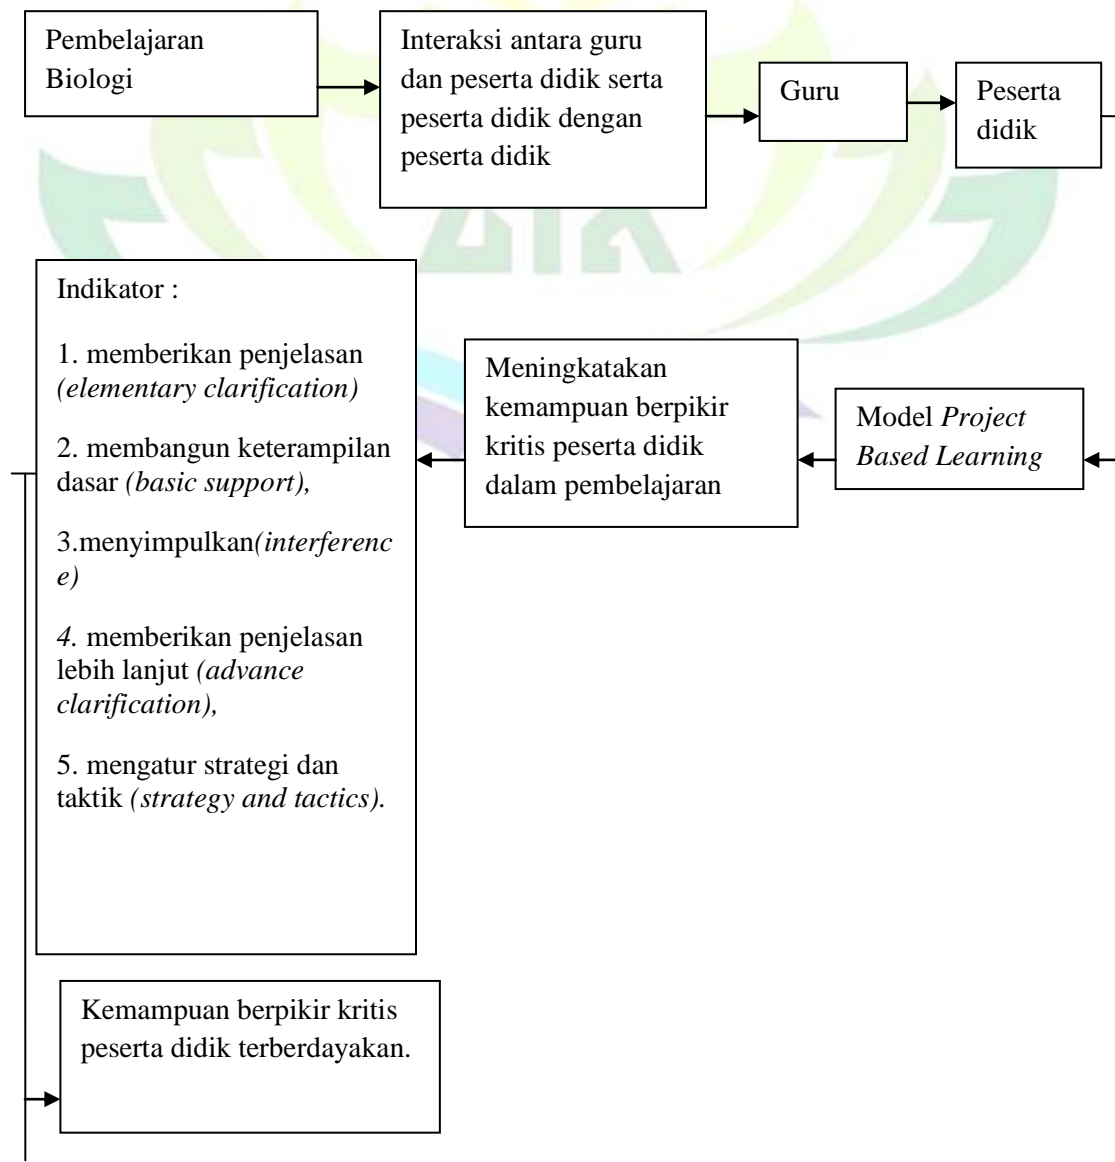 Pembelajaran
Biologi
Interaksi antara guru
dan peserta didik serta
peserta didik dengan
peserta didik
Guru
Peserta
didik
Model Project
Based Learning
Meningkatakan
kemampuan berpikir
kritis peserta didik
dalam pembelajaran
Indikator :
1. memberikan penjelasan
(elementary clarification)
2. membangun keterampilan
dasar (basic support),
3.menyimpulkan(interferenc
e)
4. memberikan penjelasan
lebih lanjut (advance
clarification),
5. mengatur strategi dan
taktik (strategy and tactics).
Kemampuan berpikir kritis
peserta didik terberdayakan.